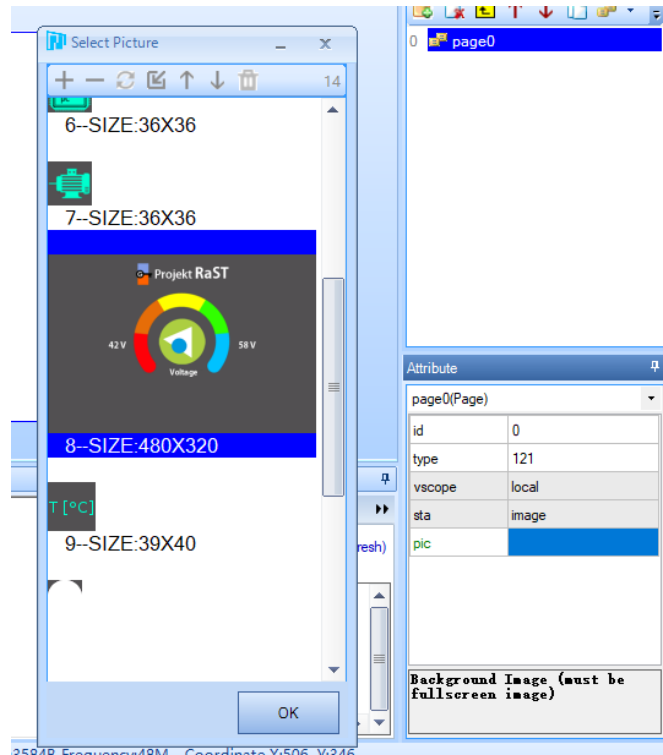 Select Picture
14
6--SIZE:36X36
7--SIZE:36X36
Projekt RaST
42 V
58 V
Voltage
8--SIZE:480X320
T [°C]
9--SIZE:39X40
OK
0 page0
Attribute
page0(Page)
id 0
type 121
vscope local
sta image
pic
Background Image (must be
fullscreen image)
resh)
3584B Frequency:48M Coordinate X:506 Y:346